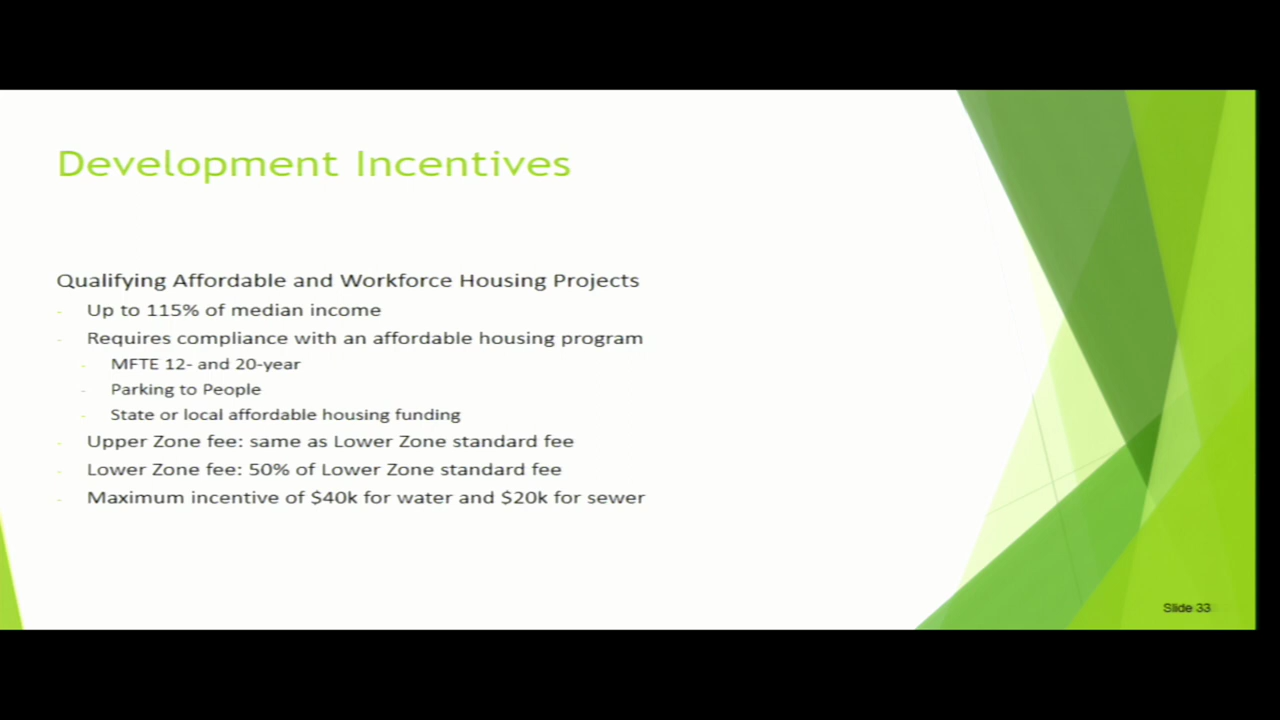 Development Incentives
Qualifying Affordable and Workforce Housing Projects
- Up to 115% of median income
- Requires compliance with an affordable housing program
- MFTE 12- and 20-year
- Parking to People
- State or local affordable housing funding
- Upper Zone fee: same as Lower Zone standard fee
- Lower Zone fee: 50% of Lower Zone standard fee
- Maximum incentive of $40k for water and $20k for sewer
Slide 33